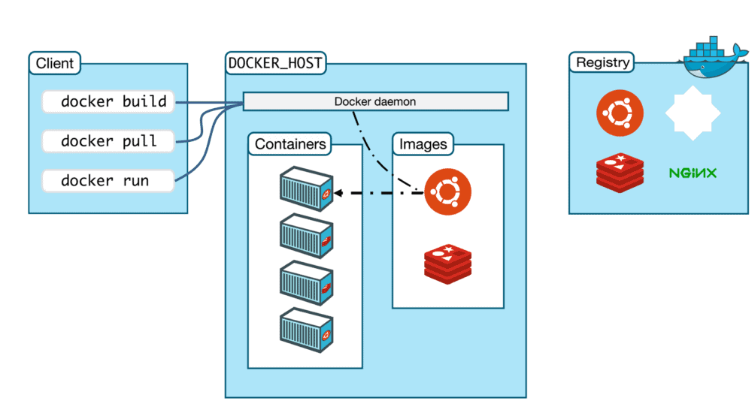 Client
docker build
docker pull
docker run
DOCKER_HOST
Docker daemon
Containers
Images
Registry
NGiNX